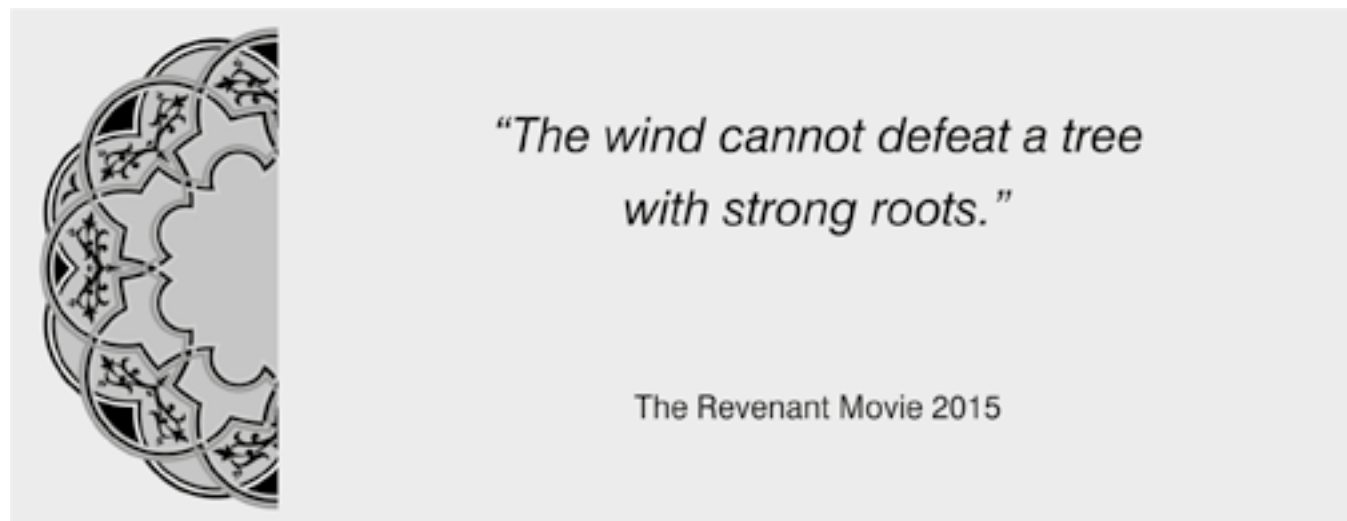 “The wind cannot defeat a tree
with strong roots.”
The Revenant Movie 2015